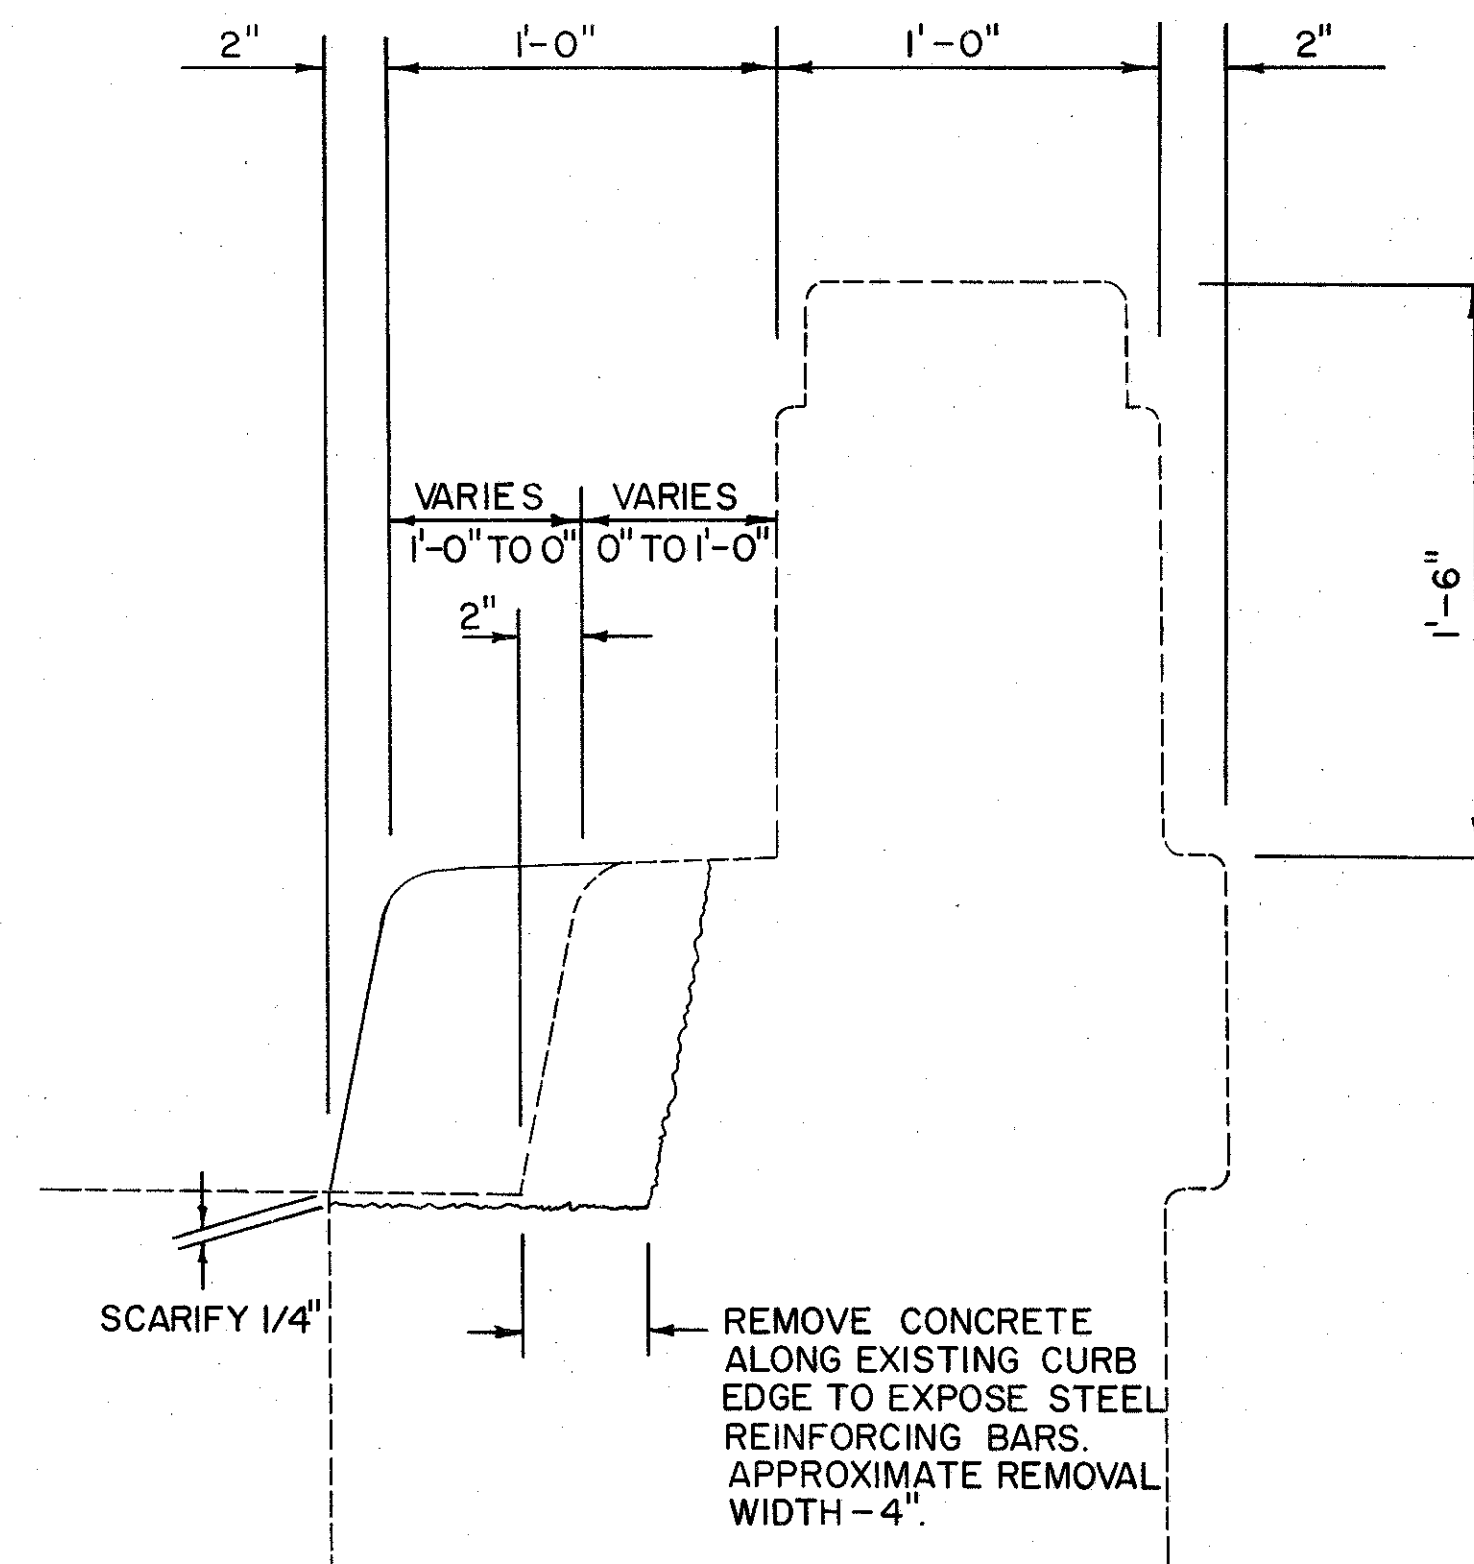 2" 1'-0" 1'-0" 2"
VARIES VARIES
1'-0" TO 0" 0" TO 1'-0"
2"
1'-6"
SCARIFY 1/4"
REMOVE CONCRETE
ALONG EXISTING CURB
EDGE TO EXPOSE STEEL
REINFORCING BARS.
APPROXIMATE REMOVAL
WIDTH - 4".